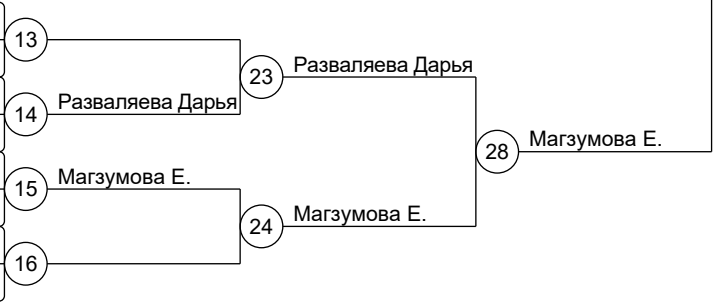 13
23 Разваляева Дарья
14 Разваляева Дарья
28 Магзумова Е.
15 Магзумова Е.
24 Магзумова Е.
16